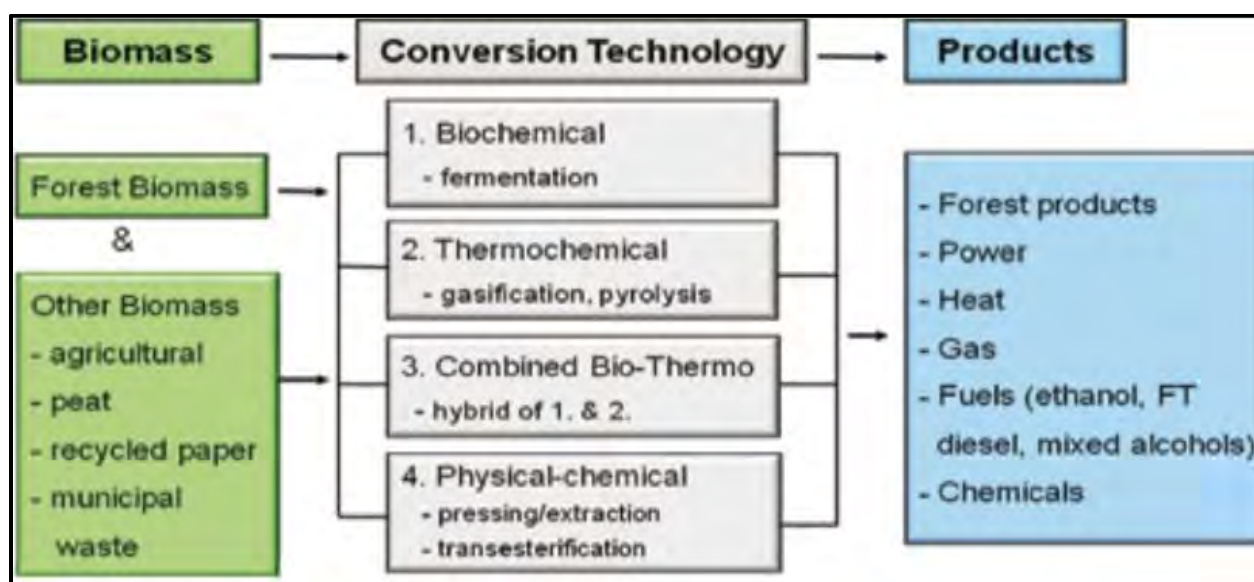 Biomass
Conversion Technology
Products
Forest Biomass
&
Other Biomass
- agricultural
- peat
- recycled paper
- municipal
waste
1. Biochemical
- fermentation
2. Thermochemical
- gasification, pyrolysis
3. Combined Bio-Thermo
- hybrid of 1. & 2.
4. Physical-chemical
- pressing/extraction
- transesterification
- Forest products
- Power
- Heat
- Gas
- Fuels (ethanol, FT
diesel, mixed alcohols)
- Chemicals